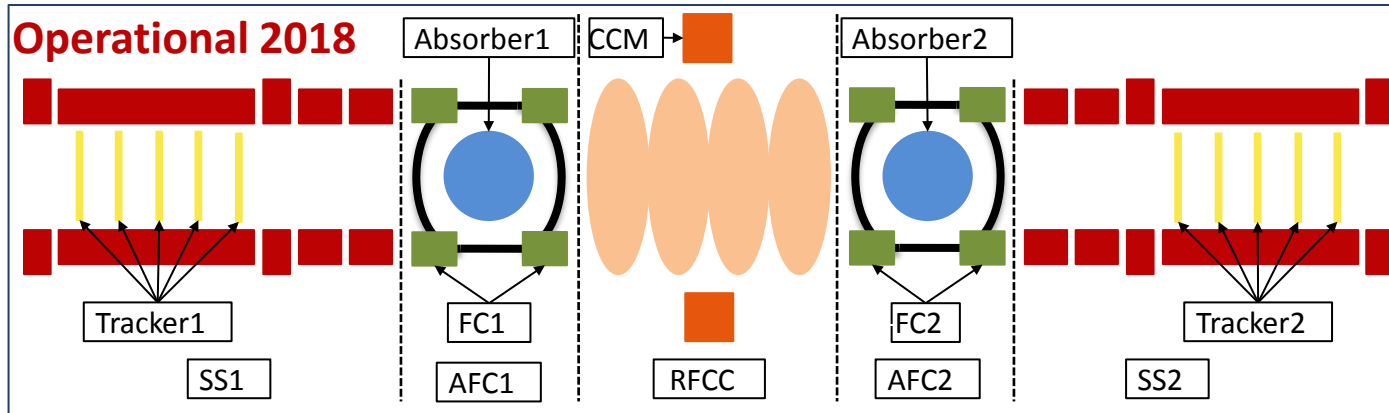 Operational 2018
Absorber1
CCM
Absorber2
Tracker1
FC1
FC2
Tracker2
SS1
AFC1
RFCC
AFC2
SS2